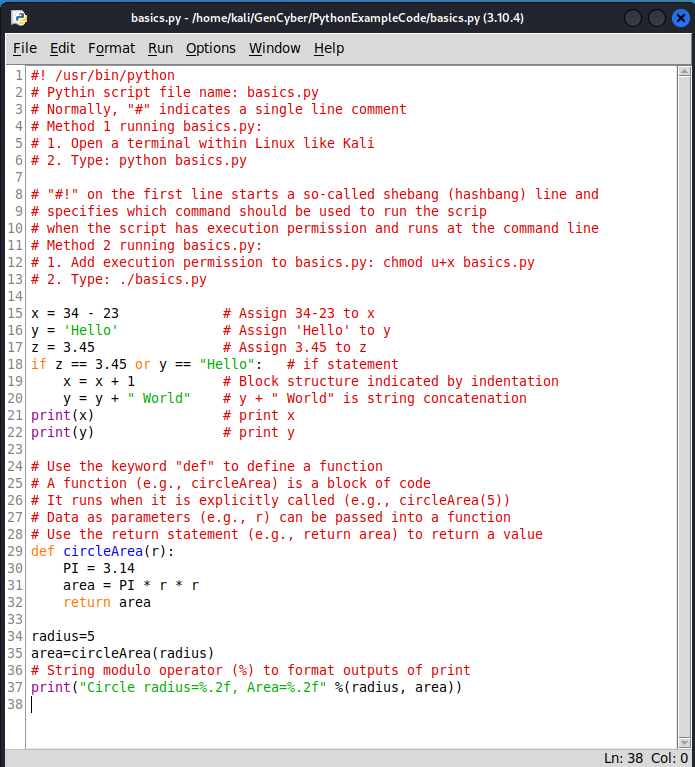 basics.py - /home/kali/GenCyber/PythonExampleCode/basics.py (3.10.4)
File Edit Format Run Options Window Help
1 #! /usr/bin/python
2 # Pythin script file name: basics.py
3 # Normally, "#" indicates a single line comment
4 # Method 1 running basics.py:
5 # 1. Open a terminal within Linux like Kali
6 # 2. Type: python basics.py
7
8 # "#!" on the first line starts a so-called shebang (hashbang) line and
9 # specifies which command should be used to run the scrip
10 # when the script has execution permission and runs at the command line
11 # Method 2 running basics.py:
12 # 1. Add execution permission to basics.py: chmod u+x basics.py
13 # 2. Type: ./basics.py
14
15 x = 34 - 23             # Assign 34-23 to x
16 y = 'Hello'             # Assign 'Hello' to y
17 z = 3.45                # Assign 3.45 to z
18 if z == 3.45 or y == "Hello":   # if statement
19     x = x + 1           # Block structure indicated by indentation
20     y = y + " World"    # y + " World" is string concatenation
21 print(x)                # print x
22 print(y)                # print y
23
24 # Use the keyword "def" to define a function
25 # A function (e.g., circleArea) is a block of code
26 # It runs when it is explicitly called (e.g., circleArea(5))
27 # Data as parameters (e.g., r) can be passed into a function
28 # Use the return statement (e.g., return area) to return a value
29 def circleArea(r):
30     PI = 3.14
31     area = PI * r * r
32     return area
33
34 radius=5
35 area=circleArea(radius)
36 # String modulo operator (%) to format outputs of print
37 print("Circle radius=%.2f, Area=%.2f" %(radius, area))
38
Ln: 38 Col: 0